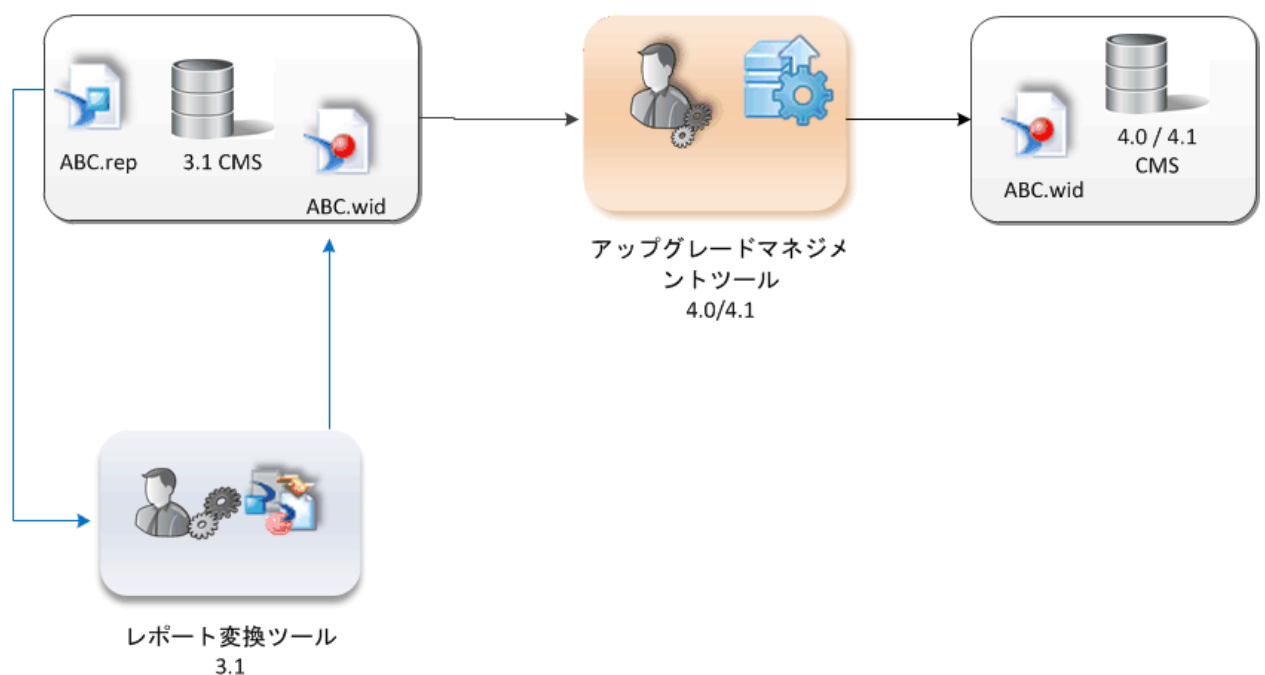 ABC.rep
3.1 CMS
ABC.wid
アップグレードマネジメ
ントツール
4.0/4.1
4.0 / 4.1
CMS
ABC.wid
レポート変換ツール
3.1